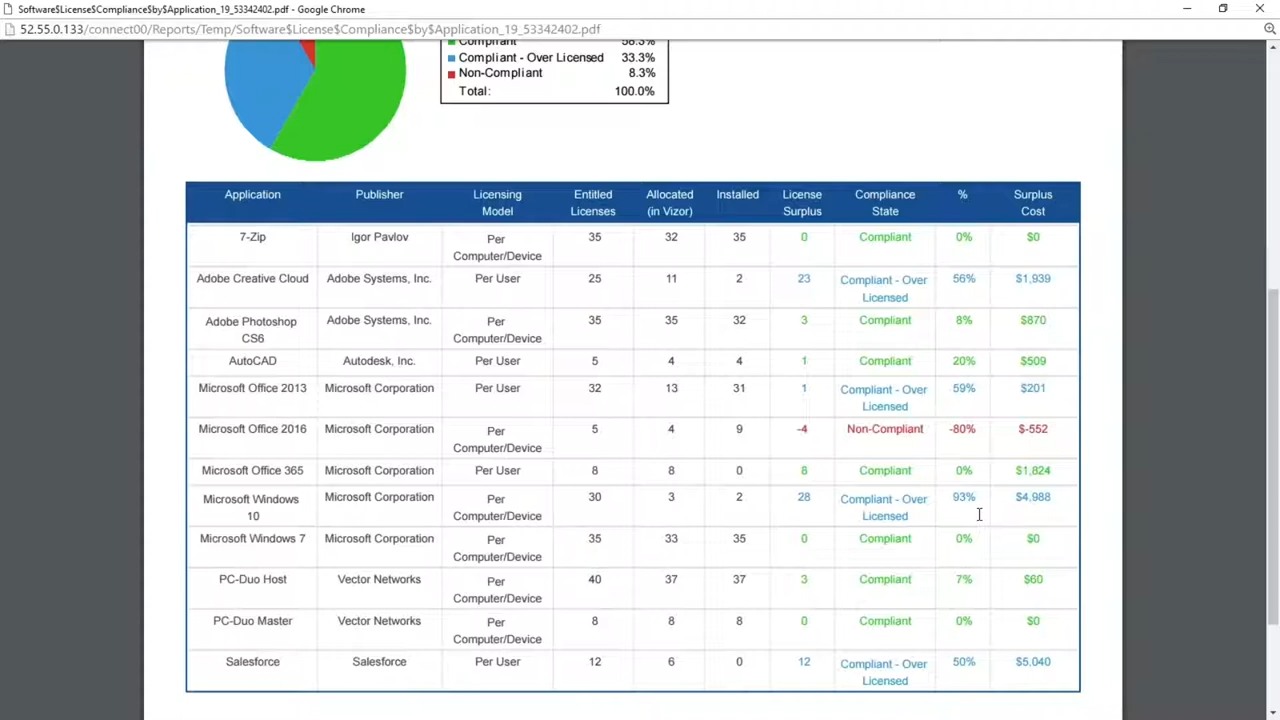 Software$License$Compliance$by$Application_19_53342402.pdf - Google Chrome
52.55.0.133/connect00/Reports/Temp/Software$License$Compliance$by$Application_19_53342402.pdf
Compliant 58.3%
Compliant - Over Licensed 33.3%
Non-Compliant 8.3%
Total: 100.0%
Application Publisher Licensing Entitled Allocated Installed License Compliance % Surplus
Model Licenses (in Vizor) Surplus State Cost
7-Zip Igor Pavlov Per 35 32 35 0 Compliant 0% $0
Computer/Device
Adobe Creative Cloud Adobe Systems, Inc. Per User 25 11 2 23 Compliant - Over 56% $1,939
Licensed
Adobe Photoshop Adobe Systems, Inc. Per 35 35 32 3 Compliant 8% $870
CS6 Computer/Device
AutoCAD Autodesk, Inc. Per User 5 4 4 1 Compliant 20% $509
Microsoft Office 2013 Microsoft Corporation Per User 32 13 31 1 Compliant - Over 59% $201
Licensed
Microsoft Office 2016 Microsoft Corporation Per 5 4 9 -4 Non-Compliant -80% $-552
Computer/Device
Microsoft Office 365 Microsoft Corporation Per User 8 8 0 8 Compliant 0% $1,824
Microsoft Windows Microsoft Corporation Per 30 3 2 28 Compliant - Over 93% $4,988
10 Computer/Device Licensed
Microsoft Windows 7 Microsoft Corporation Per 35 33 35 0 Compliant 0% $0
Computer/Device
PC-Duo Host Vector Networks Per 40 37 37 3 Compliant 7% $60
Computer/Device
PC-Duo Master Vector Networks Per 8 8 8 0 Compliant 0% $0
Computer/Device
Salesforce Salesforce Per User 12 6 0 12 Compliant - Over 50% $5,040
Licensed